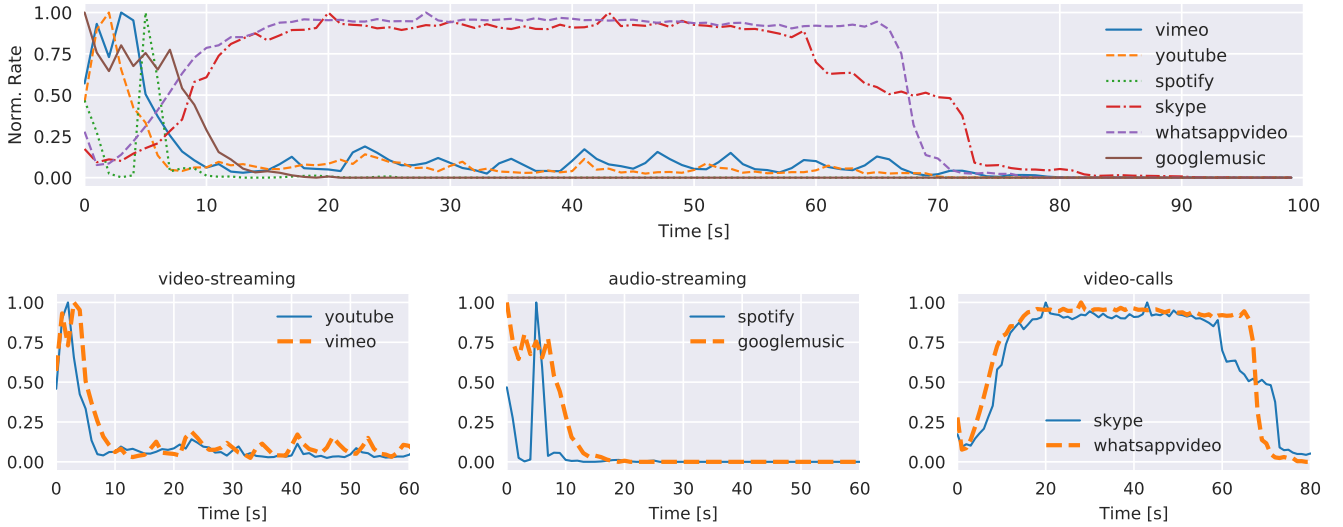 Norm. Rate
1.00
0.75
0.50
0.25
0.00
0 10 20 30 40 50 60 70 80 90 100
Time [s]
vimeo
youtube
spotify
skype
whatsappvideo
googlemusic
video-streaming
1.00
0.75
0.50
0.25
0.00
0 10 20 30 40 50 60
Time [s]
youtube
vimeo
audio-streaming
1.00
0.75
0.50
0.25
0.00
0 10 20 30 40 50 60
Time [s]
spotify
googlemusic
video-calls
1.00
0.75
0.50
0.25
0.00
0 20 40 60 80
Time [s]
skype
whatsappvideo